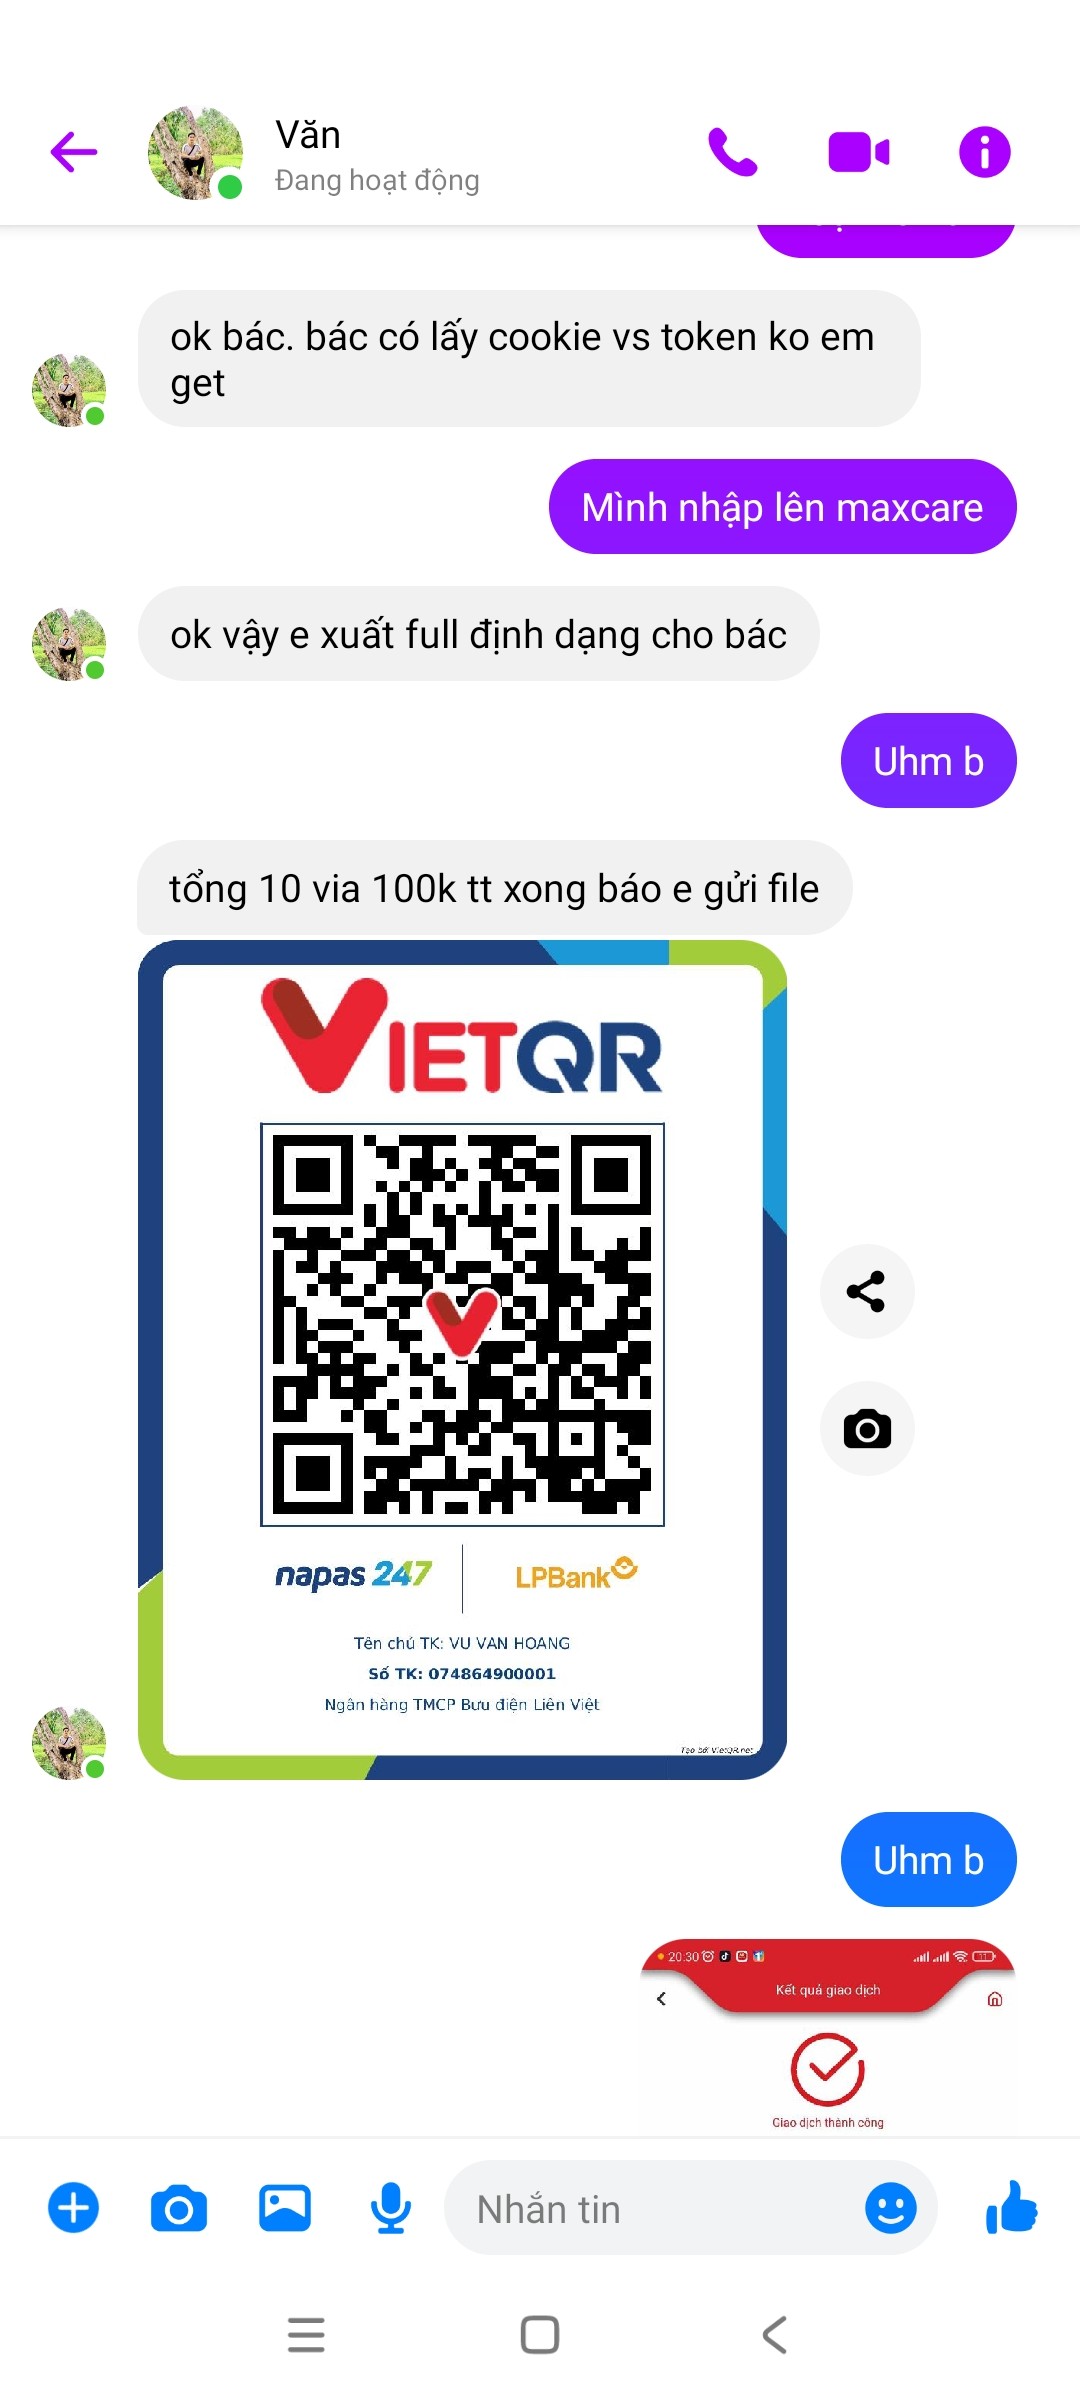 Văn
Đang hoạt động
ok bác. bác có lấy cookie vs token ko em
get
Mình nhập lên maxcare
ok vậy e xuất full định dạng cho bác
Uhm b
tổng 10 via 100k tt xong báo e gửi file
VIETQR
napas 247
LPBank
Tên chủ TK: VU VAN HOANG
Số TK: 074864900001
Ngân hàng TMCP Bưu điện Liên Việt
Tạo bởi VietQR.net
Uhm b
20:30
Kết quả giao dịch
Giao dịch thành công
Nhắn tin